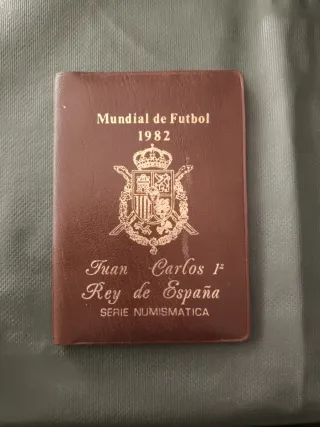 Mundial de Futbol
1982
Juan Carlos 1º
Rey de España
SERIE NUMISMATICA